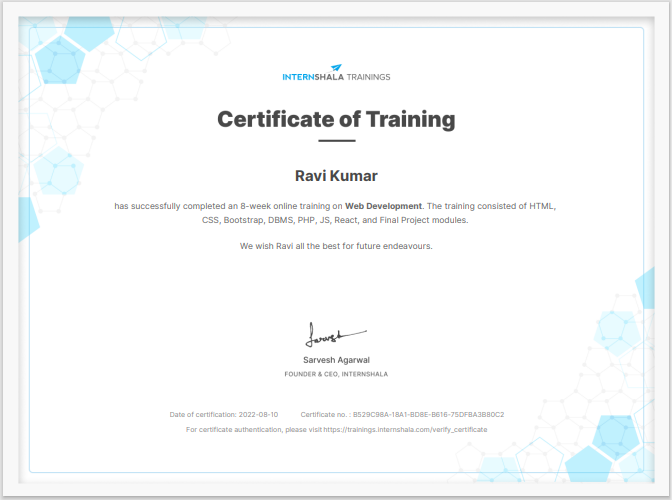 INTERNSHALA TRAININGS
Certificate of Training
Ravi Kumar
has successfully completed an 8-week online training on Web Development. The training consisted of HTML,
CSS, Bootstrap, DBMS, PHP, JS, React, and Final Project modules.
We wish Ravi all the best for future endeavours.
Sarvesh
Sarvesh Agarwal
FOUNDER & CEO, INTERNSHALA
Date of certification: 2022-08-10 Certificate no. : B529C98A-18A1-BD8E-B616-75DFBA3B80C2
For certificate authentication, please visit https://trainings.internshala.com/verify_certificate